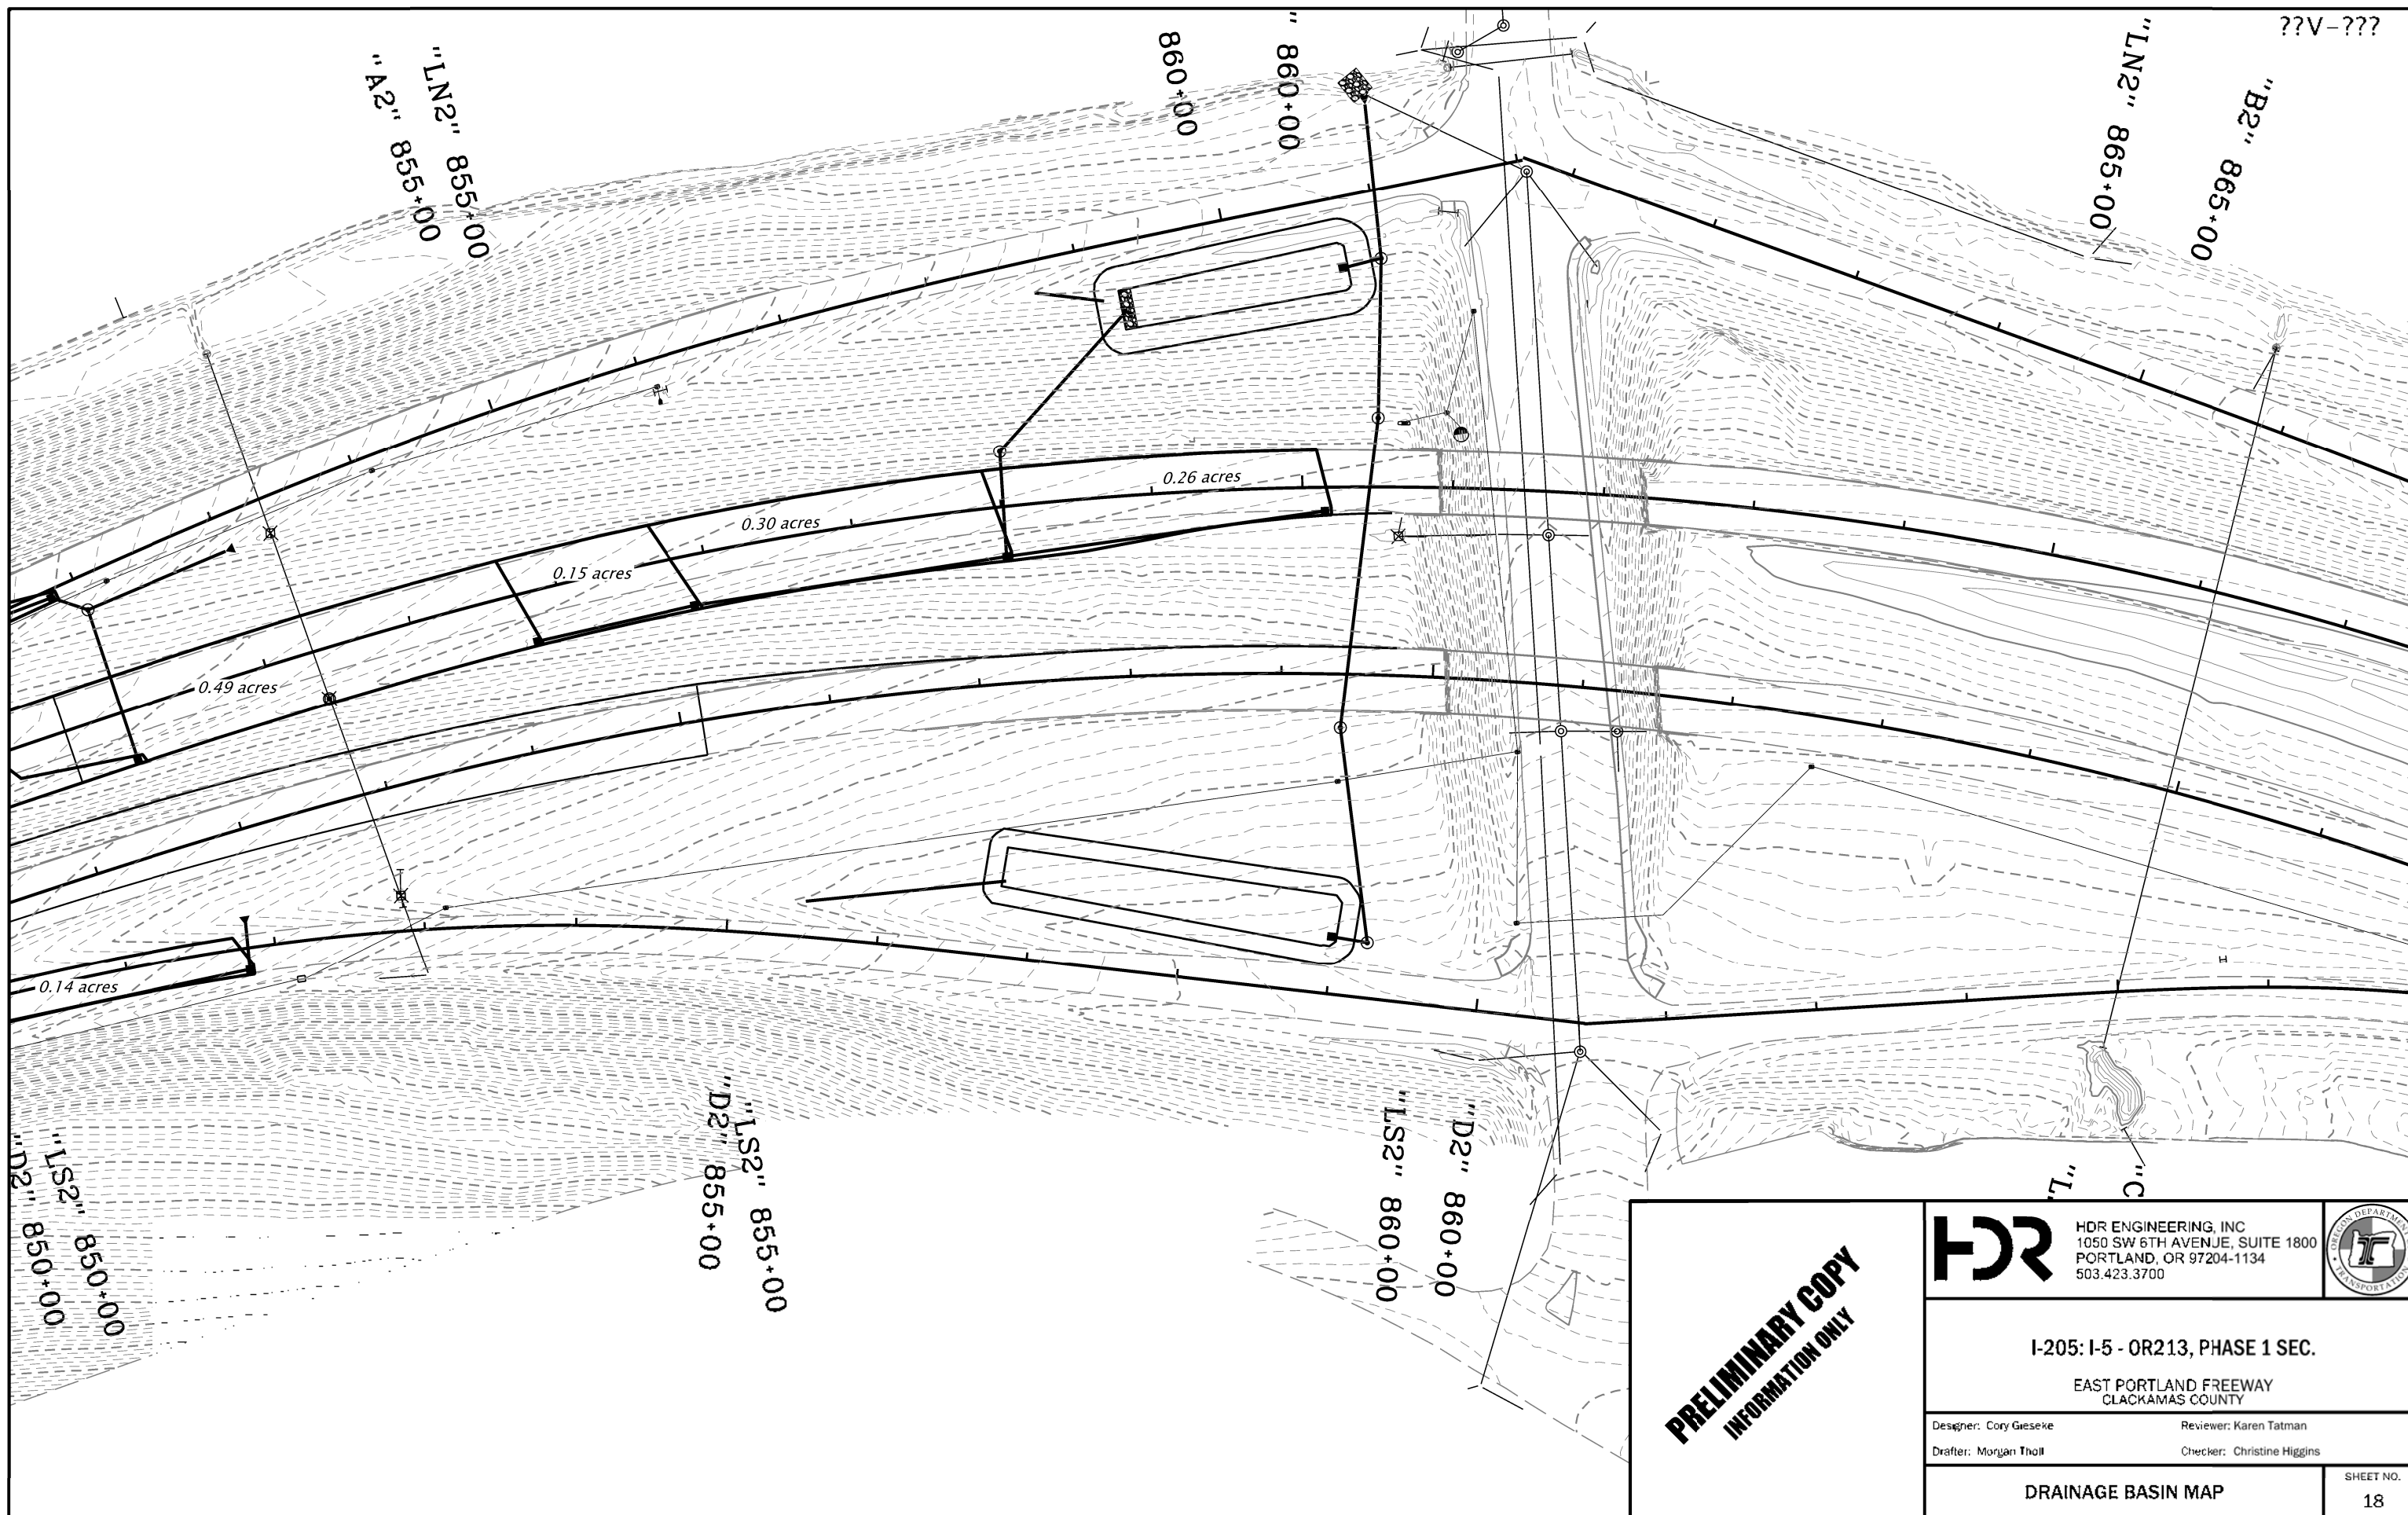 ??V-???
"LN2" 855+00
"A2" 855+00
860+00
" 860+00
"LN2" 865+00
"B2" 865+00
0.26 acres
0.30 acres
0.15 acres
0.49 acres
0.14 acres
"D2" 850+00
"LS2" 850+00
"D2" 855+00
"LS2" 855+00
"LS2" 860+00
"D2" 860+00
"L
"C
PRELIMINARY COPY
INFORMATION ONLY
HDR
HDR ENGINEERING, INC
1050 SW 6TH AVENUE, SUITE 1800
PORTLAND, OR 97204-1134
503.423.3700
OREGON DEPARTMENT
TRANSPORTATION
I-205: I-5 - OR213, PHASE 1 SEC.
EAST PORTLAND FREEWAY
CLACKAMAS COUNTY
Designer: Cory Gieseke
Reviewer: Karen Tatman
Drafter: Morgan Tholl
Checker: Christine Higgins
DRAINAGE BASIN MAP
SHEET NO.
18